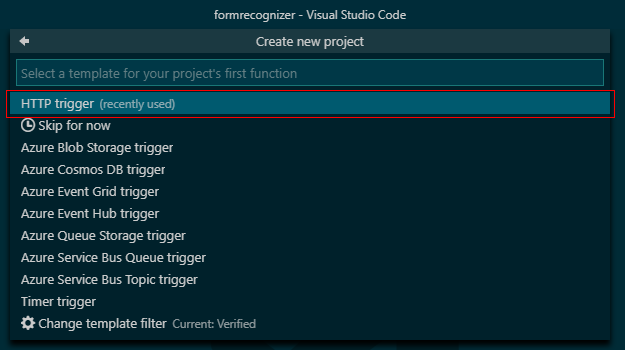 formrecognizer - Visual Studio Code
Create new project
Select a template for your project's first function
HTTP trigger (recently used)
Skip for now
Azure Blob Storage trigger
Azure Cosmos DB trigger
Azure Event Grid trigger
Azure Event Hub trigger
Azure Queue Storage trigger
Azure Service Bus Queue trigger
Azure Service Bus Topic trigger
Timer trigger
Change template filter Current: Verified